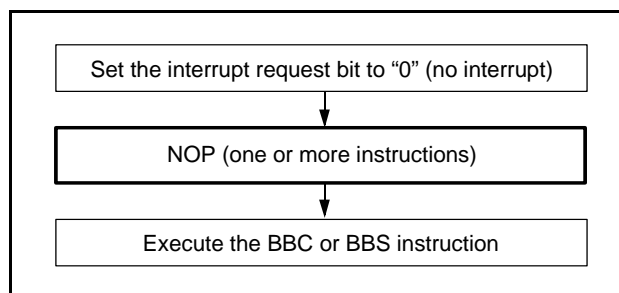 Set the interrupt request bit to “0” (no interrupt)
NOP (one or more instructions)
Execute the BBC or BBS instruction